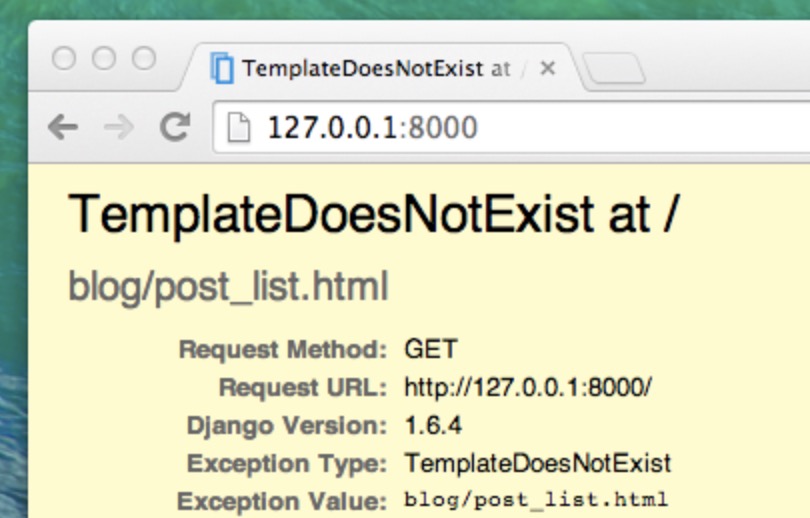 TemplateDoesNotExist at /
127.0.0.1:8000
TemplateDoesNotExist at /
blog/post_list.html
Request Method: GET
Request URL: http://127.0.0.1:8000/
Django Version: 1.6.4
Exception Type: TemplateDoesNotExist
Exception Value: blog/post_list.html